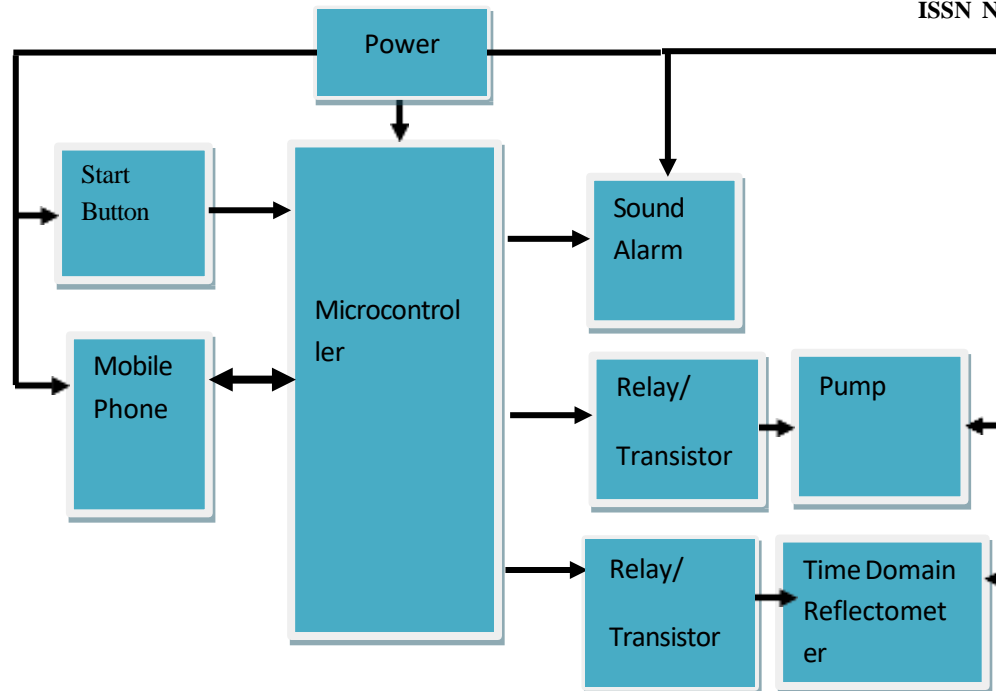 ISSN N
Power
Start
Button
Sound
Alarm
Microcontrol
ler
Mobile
Phone
Relay/
Transistor
Pump
Relay/
Transistor
Time Domain
Reflectomet
er